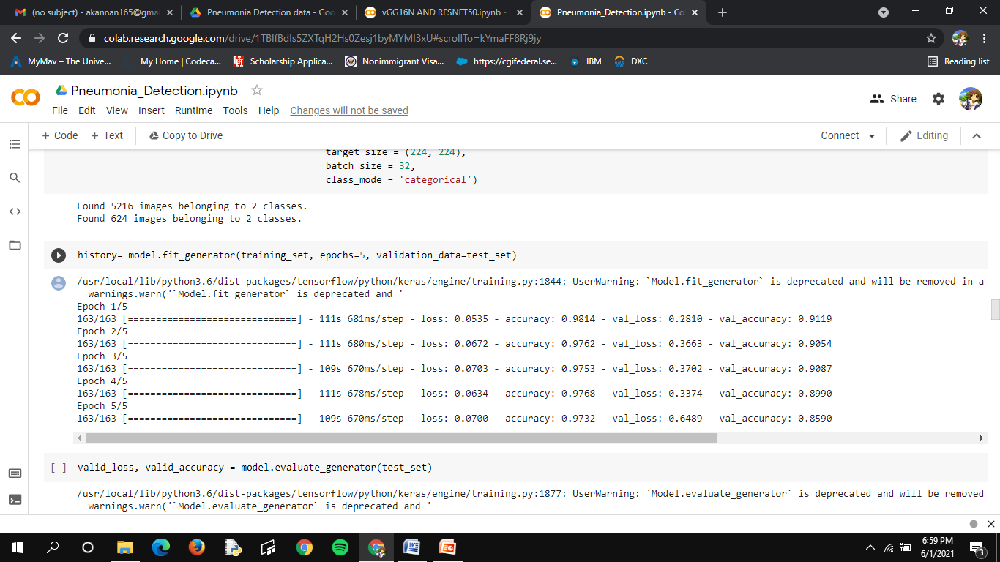 (no subject) - akannan165@gma
Pneumonia Detection data - Goo
vGG16N AND RESNET50.ipynb -
Pneumonia_Detection.ipynb - Co
colab.research.google.com/drive/1TBlfBdIs5ZXTqH2Hs0Zesj1byMYMI3xU#scrollTo=kYmaFF8Rj9jy
MyMav – The Unive...
My Home | Codeca...
Scholarship Applica...
Nonimmigrant Visa...
https://cgifederal.se...
IBM
DXC
Reading list
Pneumonia_Detection.ipynb
Share
File Edit View Insert Runtime Tools Help Changes will not be saved
+ Code + Text Copy to Drive Connect Editing
target_size = (224, 224),
batch_size = 32,
class_mode = 'categorical')
Found 5216 images belonging to 2 classes.
Found 624 images belonging to 2 classes.
history= model.fit_generator(training_set, epochs=5, validation_data=test_set)
/usr/local/lib/python3.6/dist-packages/tensorflow/python/keras/engine/training.py:1844: UserWarning: `Model.fit_generator` is deprecated and will be removed in a
warnings.warn('`Model.fit_generator` is deprecated and '
Epoch 1/5
163/163 [==============================] - 111s 681ms/step - loss: 0.0535 - accuracy: 0.9814 - val_loss: 0.2810 - val_accuracy: 0.9119
Epoch 2/5
163/163 [==============================] - 111s 680ms/step - loss: 0.0672 - accuracy: 0.9762 - val_loss: 0.3663 - val_accuracy: 0.9054
Epoch 3/5
163/163 [==============================] - 109s 670ms/step - loss: 0.0703 - accuracy: 0.9753 - val_loss: 0.3702 - val_accuracy: 0.9087
Epoch 4/5
163/163 [==============================] - 111s 678ms/step - loss: 0.0634 - accuracy: 0.9768 - val_loss: 0.3374 - val_accuracy: 0.8990
Epoch 5/5
163/163 [==============================] - 109s 670ms/step - loss: 0.0700 - accuracy: 0.9732 - val_loss: 0.6489 - val_accuracy: 0.8590
[ ] valid_loss, valid_accuracy = model.evaluate_generator(test_set)
/usr/local/lib/python3.6/dist-packages/tensorflow/python/keras/engine/training.py:1877: UserWarning: `Model.evaluate_generator` is deprecated and will be removed
warnings.warn('`Model.evaluate_generator` is deprecated and '
6:59 PM
6/1/2021
3